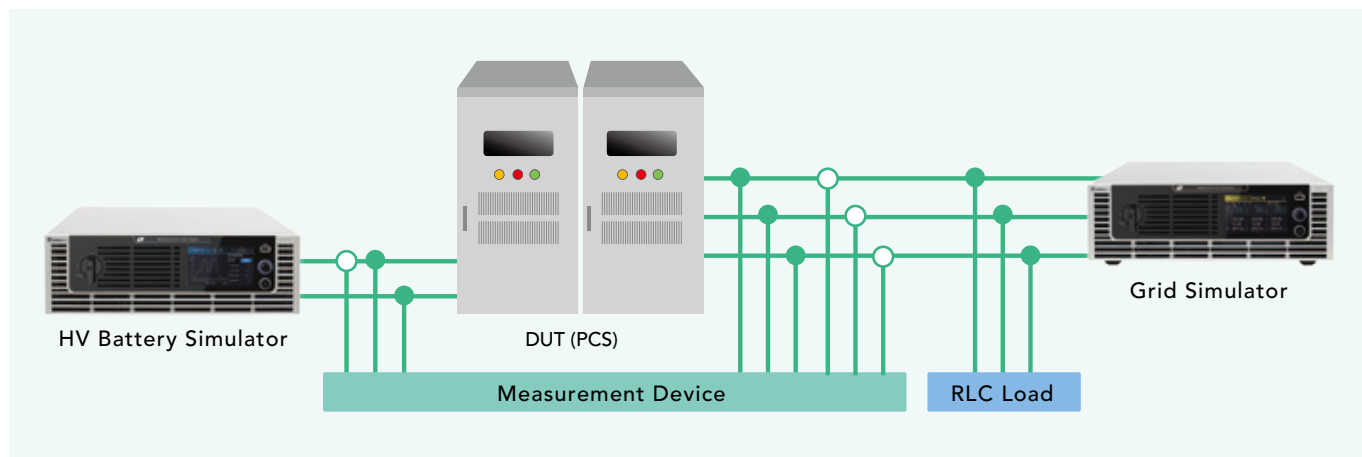 HV Battery Simulator
DUT (PCS)
Grid Simulator
Measurement Device
RLC Load